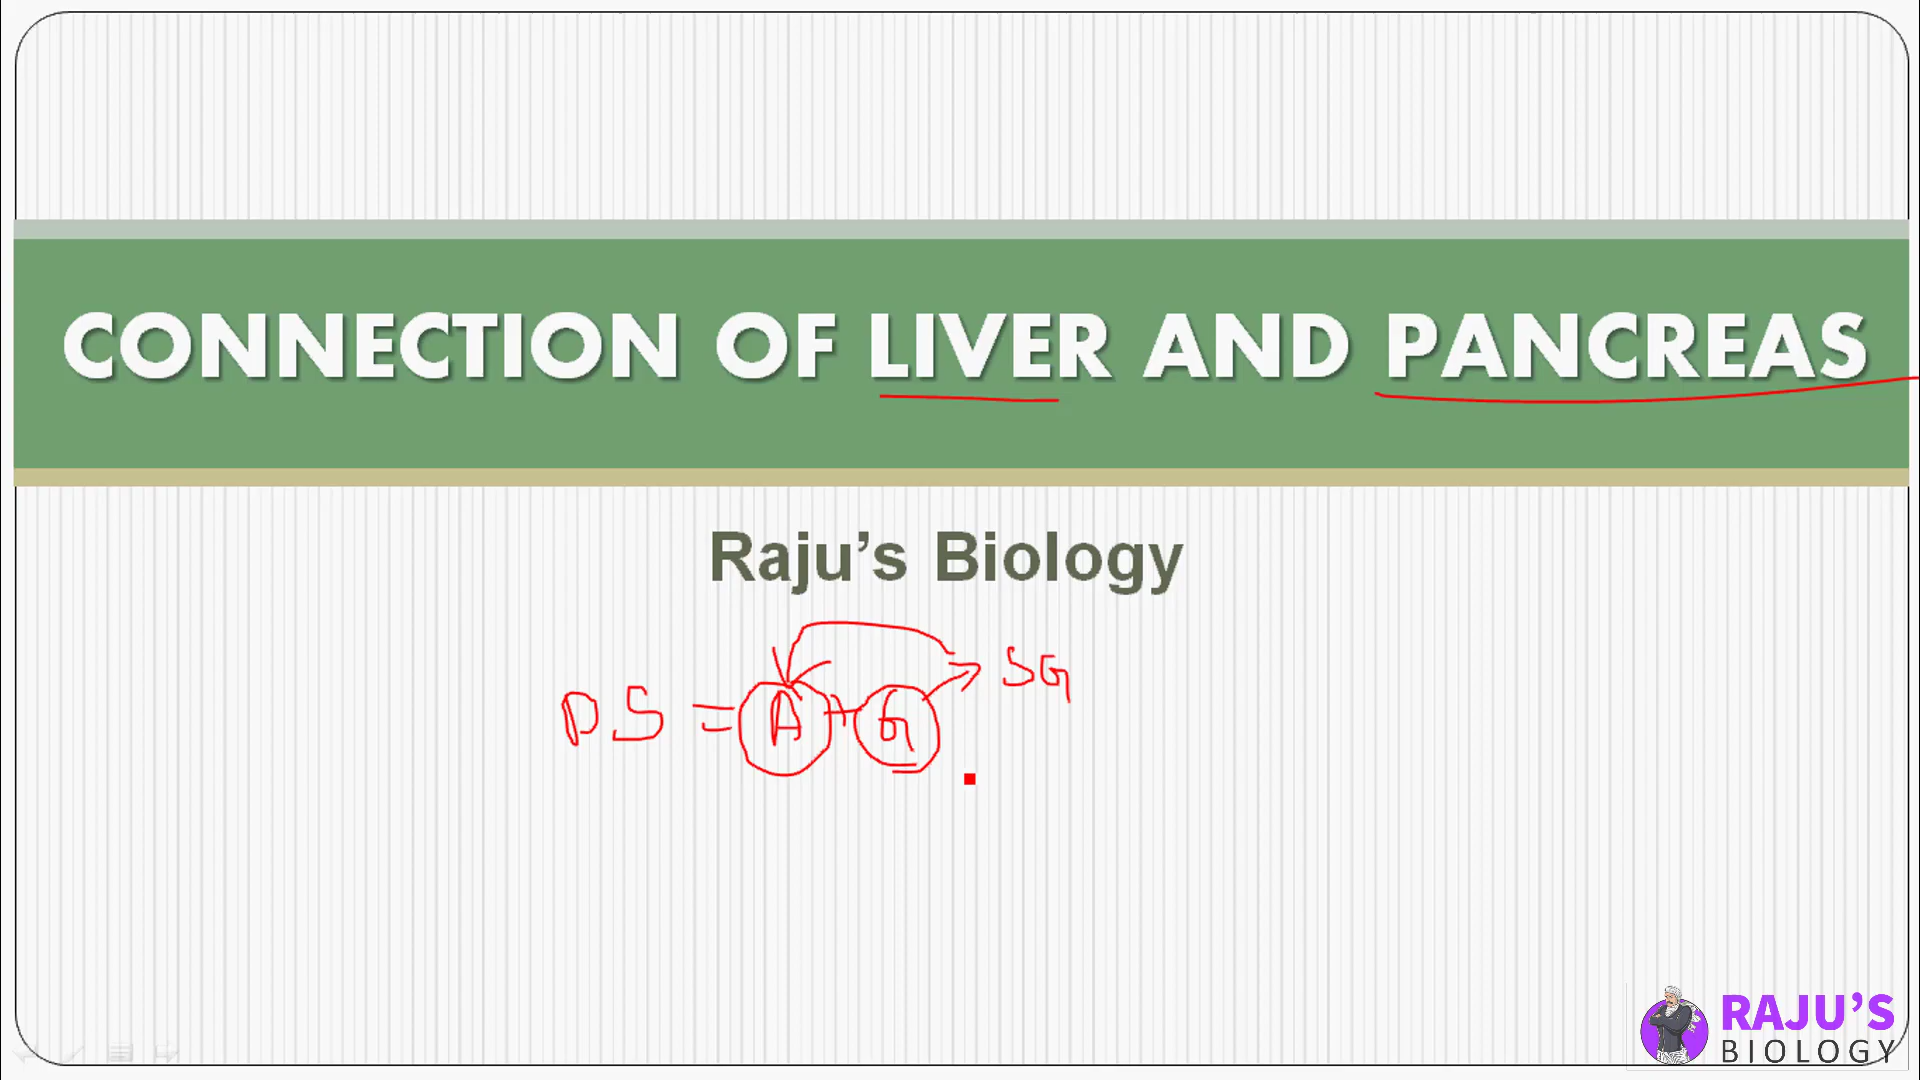 CONNECTION OF LIVER AND PANCREAS
Raju’s Biology
SG
DS = A + G
RAJU’S
BIOLOGY